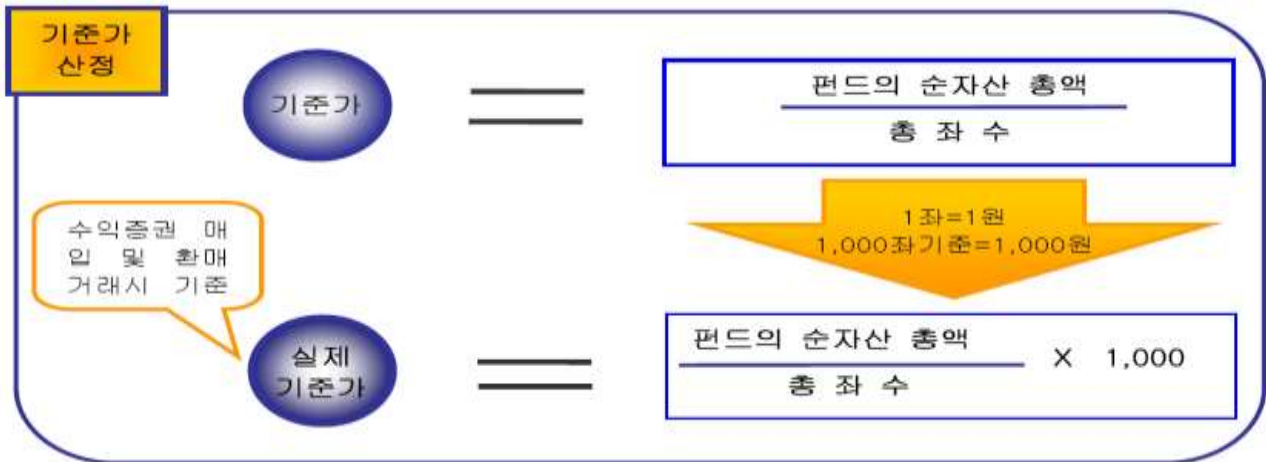 기준가
산정
기준가
펀드의 순자산 총액
총 좌 수
1좌=1원
1,000좌기준=1,000원
수익증권 매
입 및 환매
거래시 기준
실제
기준가
펀드의 순자산 총액
총 좌 수
X 1,000